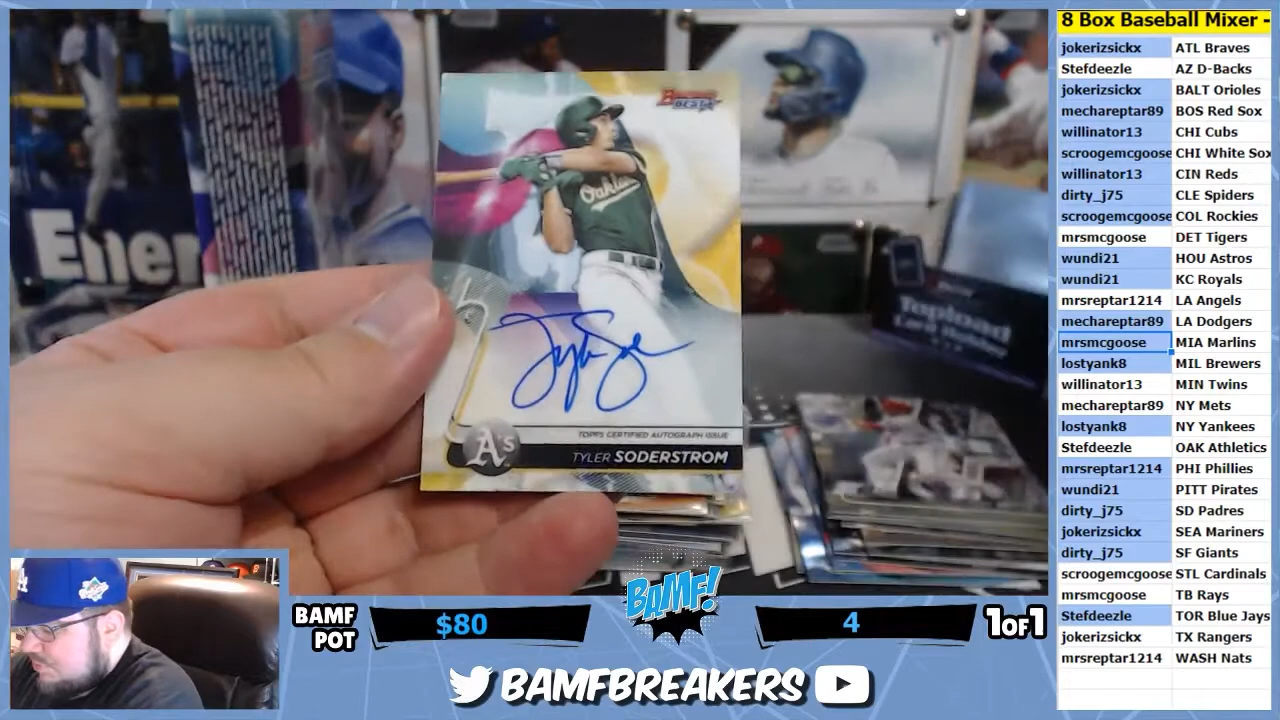 8 Box Baseball Mixer -
jokerizsickx ATL Braves
Stefdeezle AZ D-Backs
jokerizsickx BALT Orioles
mechareptar89 BOS Red Sox
willinator13 CHI Cubs
scroogemcgoose CHI White Sox
willinator13 CIN Reds
dirty_j75 CLE Spiders
scroogemcgoose COL Rockies
mrsmcgoose DET Tigers
wundi21 HOU Astros
wundi21 KC Royals
mrsreptar1214 LA Angels
mechareptar89 LA Dodgers
mrsmcgoose MIA Marlins
lostyank8 MIL Brewers
willinator13 MIN Twins
mechareptar89 NY Mets
lostyank8 NY Yankees
Stefdeezle OAK Athletics
mrsreptar1214 PHI Phillies
wundi21 PITT Pirates
dirty_j75 SD Padres
jokerizsickx SEA Mariners
dirty_j75 SF Giants
scroogemcgoose STL Cardinals
mrsmcgoose TB Rays
Stefdeezle TOR Blue Jays
jokerizsickx TX Rangers
mrsreptar1214 WASH Nats
Ener
Bowman's
BEST
Oakland
Topload
Card Holder
TOPPS CERTIFIED AUTOGRAPH ISSUE
A's
TYLER SODERSTROM
BAMF
POT
$80
BAMF!
4
1OF1
BAMFBREAKERS